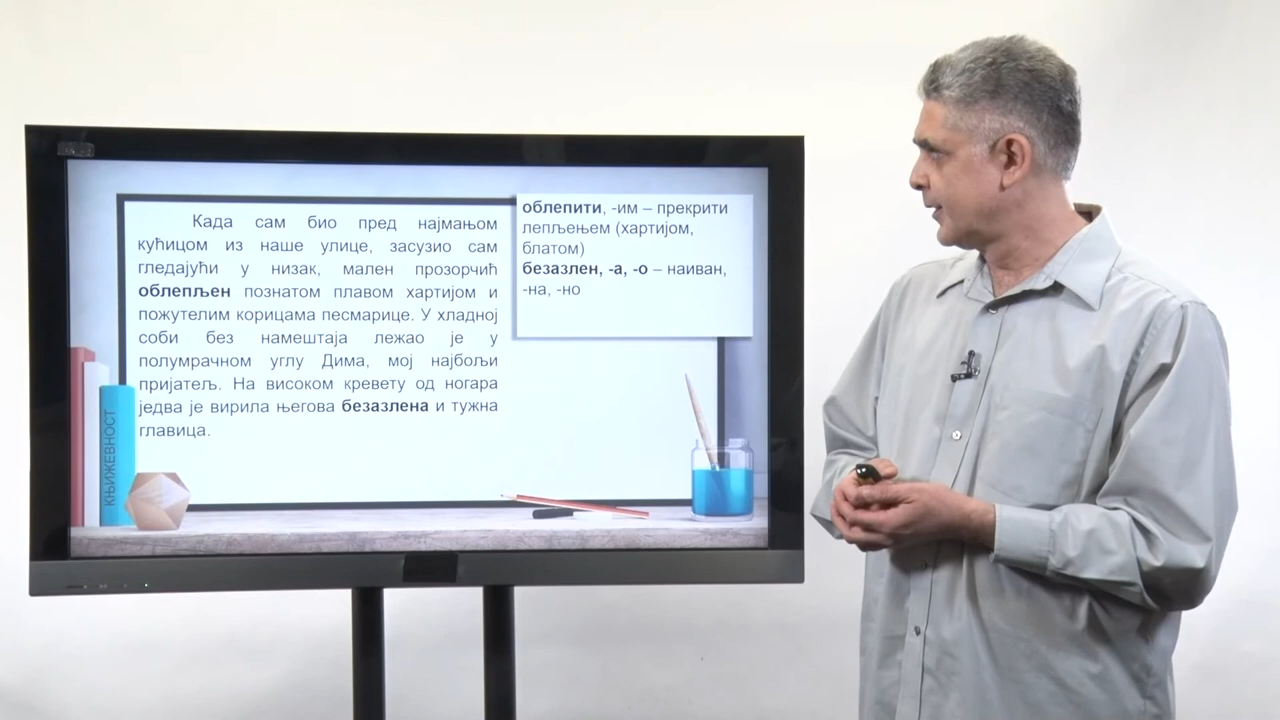 Када сам био пред најмањом
кућицом из наше улице, засузио сам
гледајући у низак, мален прозорчић
облепљен познатом плавом хартијом и
пожутелим корицама песмарице. У хладној
соби без намештаја лежао је у
полумрачном углу Дима, мој најбољи
пријатељ. На високом кревету од ногара
једва је вирила његова безазлена и тужна
главица.
облепити, -им – прекрити
лепљењем (хартијом,
блатом)
безазлен, -а, -о – наиван,
-на, -но
КЊИЖЕВНОСТ